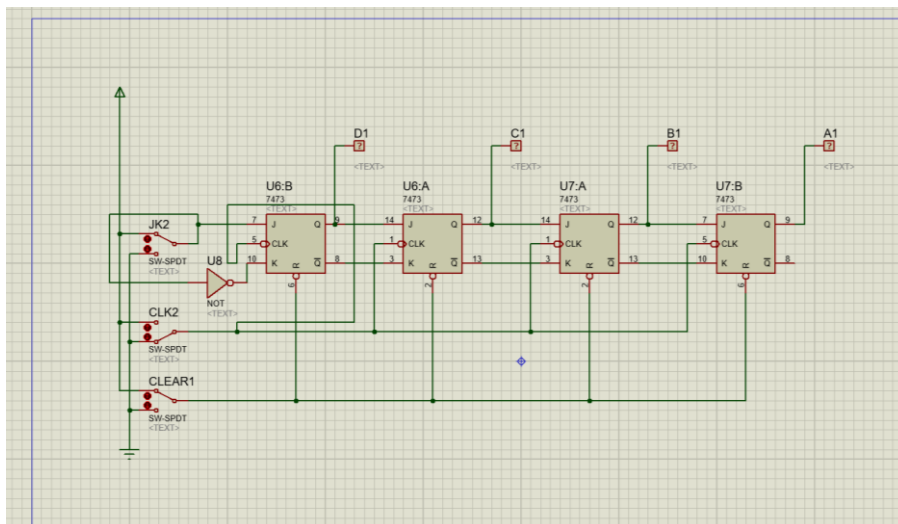 D1
<TEXT>
C1
<TEXT>
B1
<TEXT>
A1
<TEXT>
U6:B
7473
<TEXT>
7 J Q 9
5 CLK
10 K Q 8
R
6
U6:A
7473
<TEXT>
14 J Q 12
1 CLK
3 K Q 13
R
2
U7:A
7473
<TEXT>
14 J Q 12
1 CLK
3 K Q 13
R
2
U7:B
7473
<TEXT>
7 J Q 9
5 CLK
10 K Q 8
R
6
JK2
SW-SPDT
<TEXT>
U8
NOT
<TEXT>
CLK2
SW-SPDT
<TEXT>
CLEAR1
SW-SPDT
<TEXT>